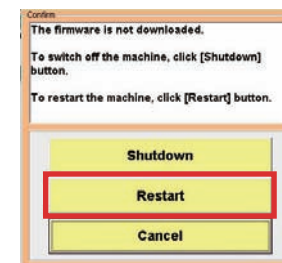 Confirm
The firmware is not downloaded.
To switch off the machine, click [Shutdown]
button.
To restart the machine, click [Restart] button.
Shutdown
Restart
Cancel